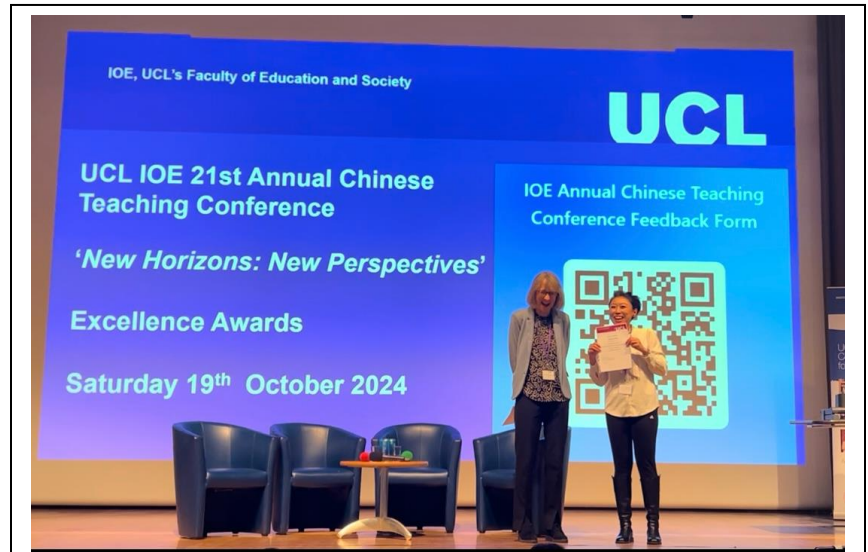 IOE, UCL's Faculty of Education and Society
UCL
UCL IOE 21st Annual Chinese
Teaching Conference
'New Horizons: New Perspectives'
Excellence Awards
Saturday 19th October 2024
IOE Annual Chinese Teaching
Conference Feedback Form